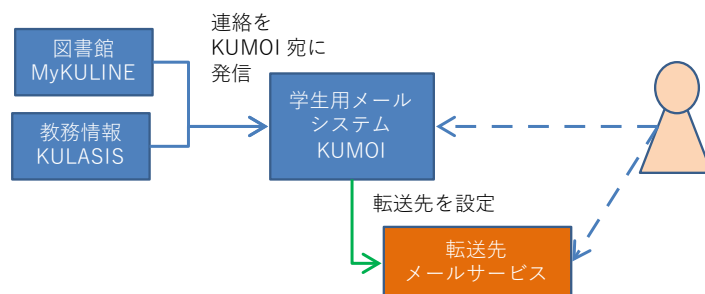 連絡を
KUMOI 宛に
発信
図書館
MyKULINE
教務情報
KULASIS
学生用メール
システム
KUMOI
転送先を設定
転送先
メールサービス